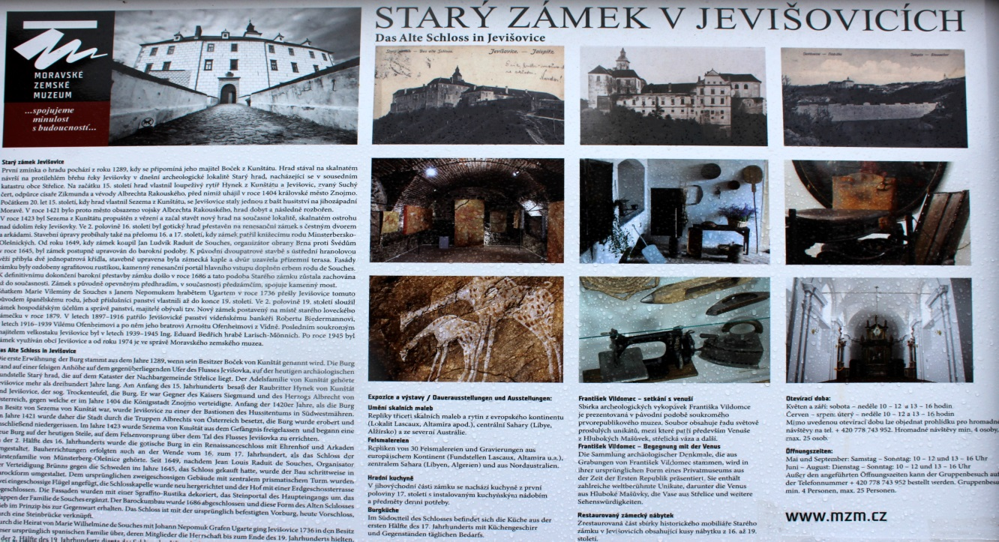 STARÝ ZÁMEK V JEVIŠOVICÍCH
Das Alte Schloss in Jevišovice
MORAVSKÉ
ZEMSKÉ
MUZEUM
...spojujeme
minulost
s budoucností...
Jevišovice. — Jaispitz.
Starý zámek Jevišovice
První zmínka o hradu pochází z roku 1289, kdy se připomíná jeho majitel Boček z Kunštátu. Hrad stával na skalnatém
návrší na protilehlém břehu řeky Jevišovky v dnešní archeologické lokalitě Starý hrad, nacházející se v sousedním
katastru obce Střelice. Na začátku 15. století hrad vlastnil loupeživý rytíř Hynek z Kunštátu a Jevišovic, zvaný Suchý
čert, odpůrce císaře Zikmunda a vévody Albrechta Rakouského, před nimiž uhájil v roce 1404 královské město Znojmo.
Počátkem 20. let 15. století, kdy hrad vlastnil Sezema z Kunštátu, se Jevišovice staly jednou z bašt husitství na jihozápadní
Moravě. V roce 1421 bylo proto město obsazeno vojsky Albrechta Rakouského, hrad dobyt a následně rozbořen.
V roce 1423 byl Sezema z Kunštátu propuštěn z vězení a začal stavět nový hrad na současné lokalitě, skalnatém ostrohu
nad údolím řeky Jevišovky. Ve 2. polovině 16. století byl gotický hrad přestavěn na renesanční zámek s čestným dvorem
a arkádami. Stavební úpravy probíhaly také na přelomu 16. a 17. století, kdy zámek patřil knížecímu rodu Minsterbersko-
Olešnických. Od roku 1649, kdy zámek koupil Jan Ludvík Raduit de Souches, organizátor obrany Brna proti Švédům
v roce 1645, byl zámek postupně upravován do barokní podoby. K původní dvoupatrové stavbě s ústřední hranolovou
věží přibyla dvě jednopatrová křídla, stavebně upravena byla zámecká kaple a dvůr uzavřela přízemní terasa. Fasády
zámku byly ozdobeny sgrafitovou rustikou, kamenný renesanční portál hlavního vstupu doplněn erbem rodu de Souches.
K definitivnímu dokončení barokní přestavby zámku došlo v roce 1686 a tato podoba Starého zámku zůstala zachována
až do současnosti. Zámek s původně opevněným předhradím, v současnosti předzámčím, spojuje kamenný most.
Sňatkem Marie Vilemíny de Souches s Janem Nepomukem hrabětem Ugartem v roce 1736 přešly Jevišovice tomuto
původem španělskému rodu, jehož příslušníci panství vlastnili až do konce 19. století. Ve 2. polovině 19. století sloužil
zámek hospodářským účelům a správě panství, majitelé obývali tzv. Nový zámek postavený na místě starého loveckého
zámečku v roce 1879. V letech 1897–1916 patřilo Jevišovické panství vídeňskému bankéři Robertu Biedermannovi,
v letech 1916–1939 Vilému Ofenheimovi a po něm jeho bratrovi Arnoštu Ofenheimovi z Vidně. Posledním soukromým
majitelem velkostatku Jevišovice byl v letech 1939–1945 Ing. Eduard Bedřich hrabě Larisch-Mönnich. Po roce 1945 byl
zámek využíván obcí Jevišovice a od roku 1974 je ve správě Moravského zemského muzea.
Das Alte Schloss in Jevišovice
Die erste Erwähnung der Burg stammt aus dem Jahre 1289, wenn sein Besitzer Boček von Kunštát genannt wird. Die Burg
stand auf einer felsigen Anhöhe auf dem gegenüberliegenden Ufer des Flusses Jevišovka, auf der heutigen archäologischen
Fundstelle Starý hrad, die auf dem Kataster der Nachbargemeinde Střelice liegt. Der Adelsfamilie von Kunštát gehörte
Jevišovice mehr als dreihundert Jahre lang. Am Anfang des 15. Jahrhunderts besaß der Raubritter Hynek von Kunštát
und Jevišovice, der sog. Trockenteufel, die Burg. Er war Gegner des Kaisers Siegmund und des Herzogs Albrecht von
Österreich, gegen welche er im Jahre 1404 die Königsstadt Znojmo verteidigte. Anfang der 1420er Jahre, als die Burg
im Besitz von Sezema von Kunštát war, wurde Jevišovice zu einer der Bastionen des Hussitentums in Südwestmähren.
Im Jahre 1421 wurde daher die Stadt durch die Truppen Albrechts von Österreich besetzt, die Burg wurde erobert und
anschließend niedergerissen. Im Jahre 1423 wurde Sezema von Kunštát aus dem Gefängnis freigelassen und begann eine
neue Burg auf der heutigen Stelle, auf dem Felsenvorsprung über dem Tal des Flusses Jevišovka zu errichten.
In der 2. Hälfte des 16. Jahrhunderts wurde die gotische Burg in ein Renaissanceschloss mit Ehrenhof und Arkaden
umgestaltet. Bauherrichtungen erfolgten auch an der Wende vom 16. zum 17. Jahrhundert, als das Schloss der
Fürstenfamilie von Münsterberg-Olešnice gehörte. Seit 1649, nachdem Jean Louis Raduit de Souches, Organisator
der Verteidigung Brünns gegen die Schweden im Jahre 1645, das Schloss gekauft hatte, wurde der Bau schrittweise in
Barockform umgestaltet. Dem ursprünglichen zweigeschossigen Gebäude mit zentralem prismatischem Turm wurden
zwei eingeschossige Flügel angefügt, die Schlosskapelle wurde neu hergerichtet und der Hof mit einer Erdgeschossterrasse
abgeschlossen. Die Fassaden wurden mit einer Sgraffito-Rustika dekoriert, das Steinportal des Haupteingangs um das
Wappen der Familie de Souches ergänzt. Der Barockumbau wurde 1686 abgeschlossen und diese Form des Alten Schlosses
blieb im Prinzip bis zur Gegenwart erhalten. Das Schloss ist mit der ursprünglich befestigten Vorburg, heute Vorschloss,
durch eine Steinbrücke verknüpft.
Durch die Heirat von Marie Wilhelmine de Souches mit Johann Nepomuk Grafen Ugarte ging Jevišovice 1736 in den Besitz
dieser ursprünglich spanischen Familie über, deren Mitglieder die Herrschaft bis zum Ende des 19. Jahrhunderts hielten.
Expozice a výstavy / Dauerausstellungen und Ausstellungen:
Umění skalních maleb
Repliky třiceti skalních maleb a rytin z evropského kontinentu
(Lokalit Lascaux, Altamira apod.), centrální Sahary (Libye,
Alžírsko) a ze severní Austrálie.
Felsmalereien
Repliken von 30 Felsmalereien und Gravierungen aus
europäischem Kontinent (Fundstellen Lascaux, Altamira u.a.),
zentralem Sahara (Libyen, Algerien) und aus Nordaustralien.
Hradní kuchyně
V jihovýchodní části zámku se nachází kuchyně z první
poloviny 17. století s instalovaným kuchyňským nádobím
a předměty denní potřeby.
Burgküche
Im Südostteil des Schlosses befindet sich die Küche aus der
ersten Hälfte des 17. Jahrhunderts mit Küchengeschirr
und Gegenständen täglichen Bedarfs.
František Vildomec – setkání s venuší
Sbírka archeologických vykopávek Františka Vildomce
je prezentovaná v původní podobě soukromého
prvorepublikového muzea. Soubor obsahuje řadu světově
proslulých unikátů, mezi které patří především Venuše
z Hlubokých Mašůvek, střelická váza a další.
František Vildomec – Begegnung mit der Venus
Die Sammlung archäologischer Denkmale, die aus
Grabungen von František Vildomec stammen, wird in
ihrer ursprünglichen Form eines Privatmuseums aus
der Zeit der Ersten Republik präsentiert. Sie enthält
zahlreiche weltberühmte Unikate, darunter die Venus
aus Hluboké Mašůvky, die Vase aus Střelice und weitere
Sehenswürdigkeiten.
Restaurovaný zámecký nábytek
Zrestaurovaná část sbírky historického mobiliáře Starého
zámku v Jevišovicích obsahující kusy nábytku z 16. až 19.
století.
Otevírací doba:
Květen a září: sobota – neděle 10 – 12 a 13 – 16 hodin
Červen – srpen: úterý – neděle 10 – 12 a 13 – 16 hodin
Mimo uvedenou otevírací dobu lze objednat prohlídku pro hromadné
návštěvy na tel. + 420 778 743 952. Hromadné návštěvy min. 4 osoby,
max. 25 osob.
Öffnungszeiten:
Mai und September: Samstag – Sonntag: 10 – 12 und 13 – 16 Uhr
Juni – August: Dienstag – Sonntag: 10 – 12 und 13 – 16 Uhr
Außer den angeführten Öffnungszeiten kann der Gruppenbesuch auf
der Telefonnummer + 420 778 743 952 bestellt werden. Gruppenbesuch
min. 4 Personen, max. 25 Personen.
www.mzm.cz